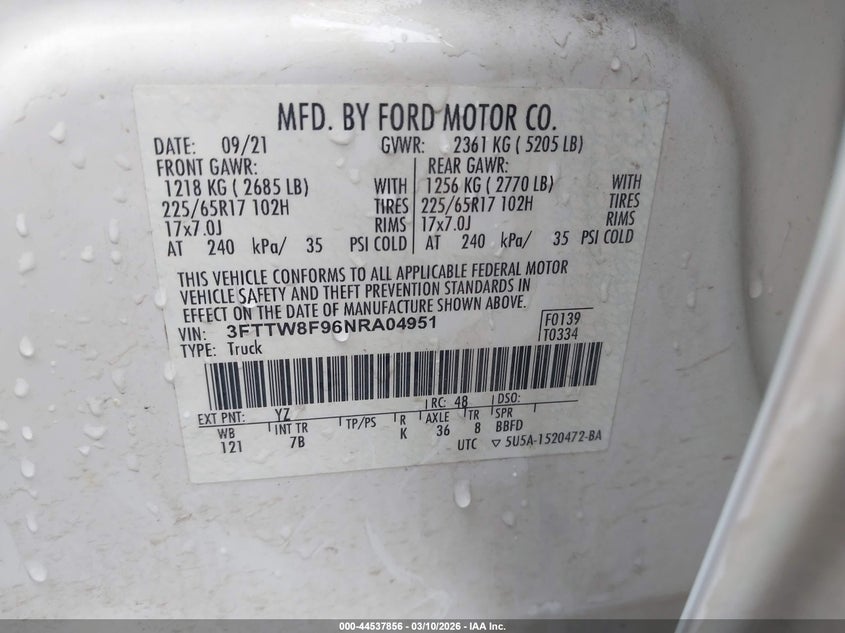 MFD. BY FORD MOTOR CO.
DATE: 09/21 GVWR: 2361 KG ( 5205 LB)
FRONT GAWR: REAR GAWR:
1218 KG ( 2685 LB) WITH 1256 KG ( 2770 LB) WITH
225/65R17 102H TIRES 225/65R17 102H TIRES
17x7.0J RIMS 17x7.0J RIMS
AT 240 kPa/ 35 PSI COLD AT 240 kPa/ 35 PSI COLD
THIS VEHICLE CONFORMS TO ALL APPLICABLE FEDERAL MOTOR
VEHICLE SAFETY AND THEFT PREVENTION STANDARDS IN
EFFECT ON THE DATE OF MANUFACTURE SHOWN ABOVE.
VIN: 3FTTW8F96NRA04951 F0139
TYPE: Truck T0334
EXT PNT: YZ RC: 48 DSO:
WB INT TR TP/PS R AXLE TR SPR
121 7B K 36 8 BBFD
UTC ▽ 5U5A-1520472-BA
000-44537856 - 03/10/2026 - IAA Inc.